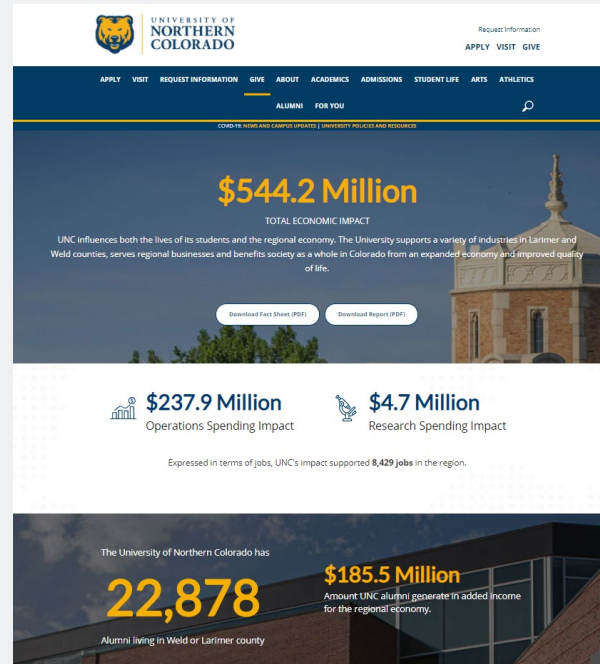 UNIVERSITY OF
NORTHERN
COLORADO
Request Information
APPLY VISIT GIVE
APPLY VISIT REQUEST INFORMATION GIVE ABOUT ACADEMICS ADMISSIONS STUDENT LIFE ARTS ATHLETICS
ALUMNI FOR YOU
COVID-19: NEWS AND CAMPUS UPDATES | UNIVERSITY POLICIES AND RESOURCES
$544.2 Million
TOTAL ECONOMIC IMPACT
UNC influences both the lives of its students and the regional economy. The University supports a variety of industries in Larimer and
Weld counties, serves regional businesses and benefits society as a whole in Colorado from an expanded economy and improved quality
of life.
Download Fact Sheet (PDF) Download Report (PDF)
$237.9 Million
Operations Spending Impact
$4.7 Million
Research Spending Impact
Expressed in terms of jobs, UNC's impact supported 8,429 jobs in the region.
The University of Northern Colorado has
22,878
Alumni living in Weld or Larimer county
$185.5 Million
Amount UNC alumni generate in added income
for the regional economy.